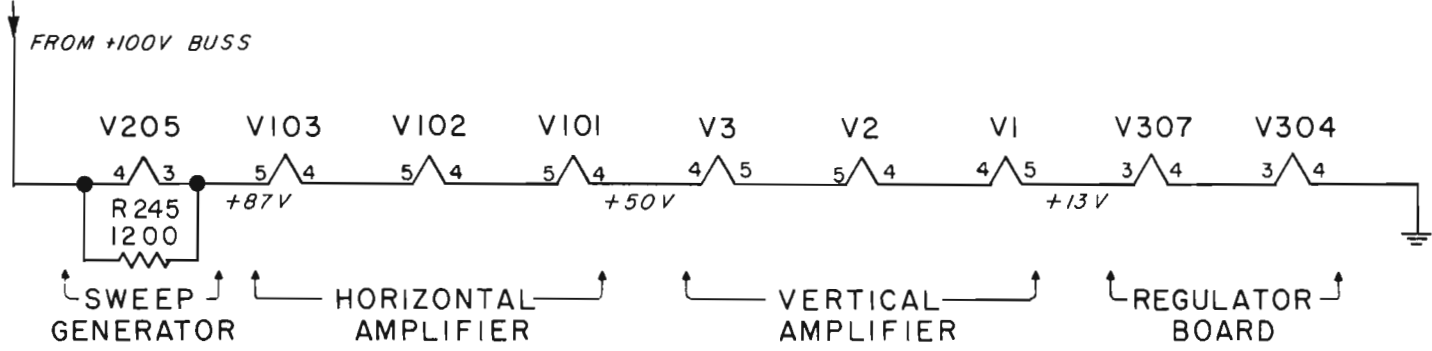 FROM +100V BUSS
V205 V103 V102 V101 V3 V2 V1 V307 V304
4 3 5 4 5 4 5 4 4 5 5 4 4 5 3 4 3 4
+87V +50V +13V
R245
1200
SWEEP
GENERATOR
HORIZONTAL
AMPLIFIER
VERTICAL
AMPLIFIER
REGULATOR
BOARD